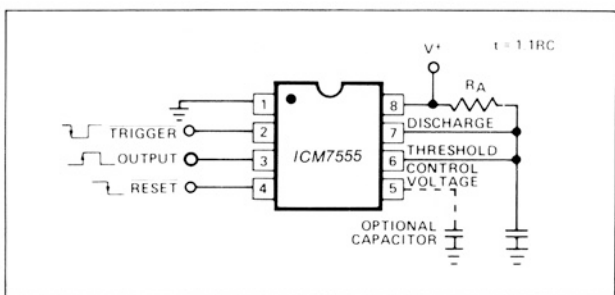 V+
t = 1.1RC
RA
1
8
DISCHARGE
TRIGGER
2
7
THRESHOLD
OUTPUT
3
ICM7555
6
CONTROL
VOLTAGE
RESET
4
5
OPTIONAL
CAPACITOR